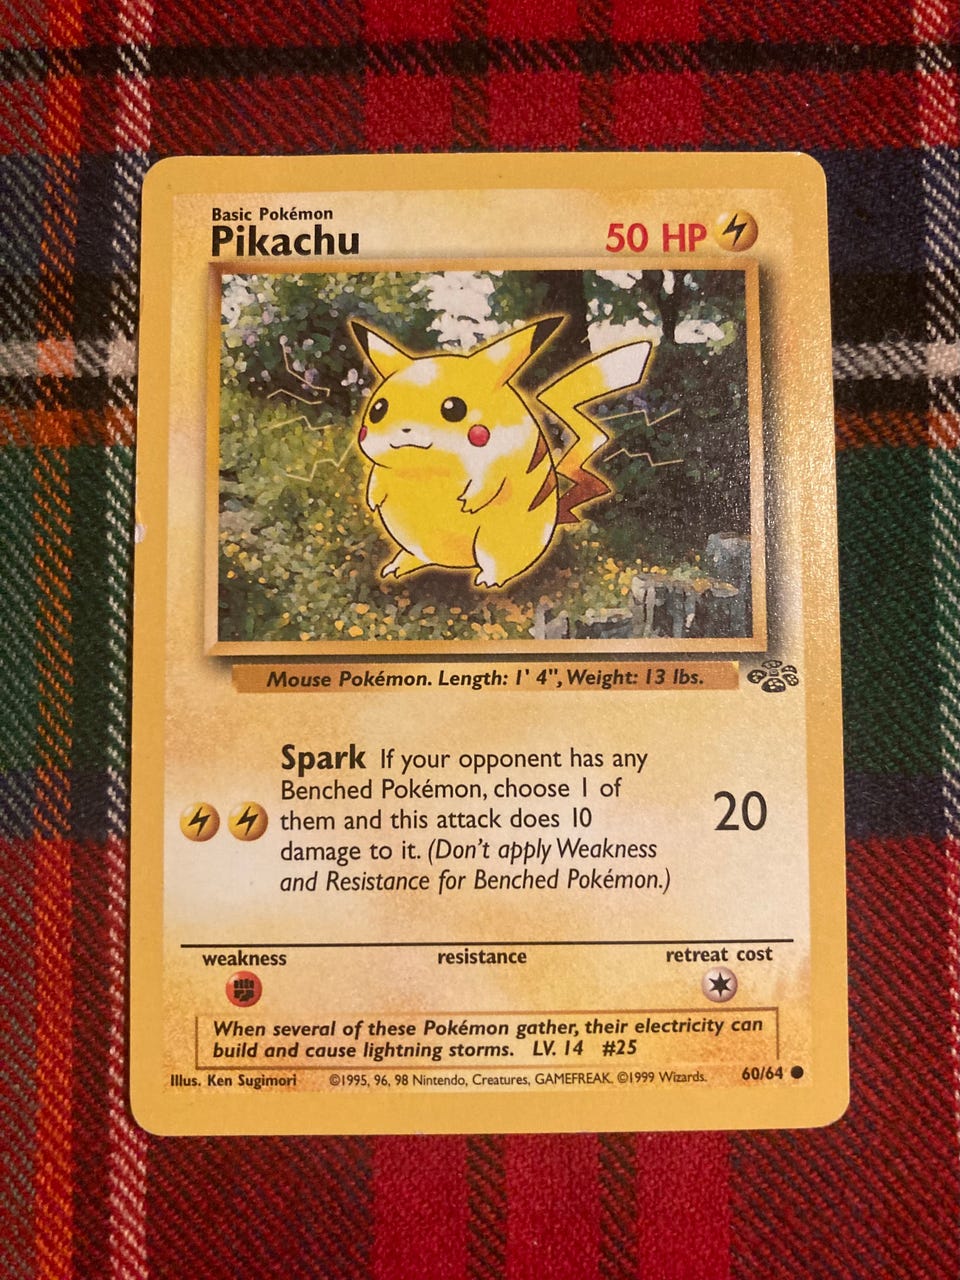 Basic Pokémon
Pikachu
50 HP
Mouse Pokémon. Length: 1' 4", Weight: 13 lbs.
Spark If your opponent has any
Benched Pokémon, choose 1 of
them and this attack does 10
damage to it. (Don't apply Weakness
and Resistance for Benched Pokémon.)
20
weakness resistance retreat cost
When several of these Pokémon gather, their electricity can
build and cause lightning storms. LV. 14 #25
Illus. Ken Sugimori ©1995, 96, 98 Nintendo, Creatures, GAMEFREAK. ©1999 Wizards. 60/64